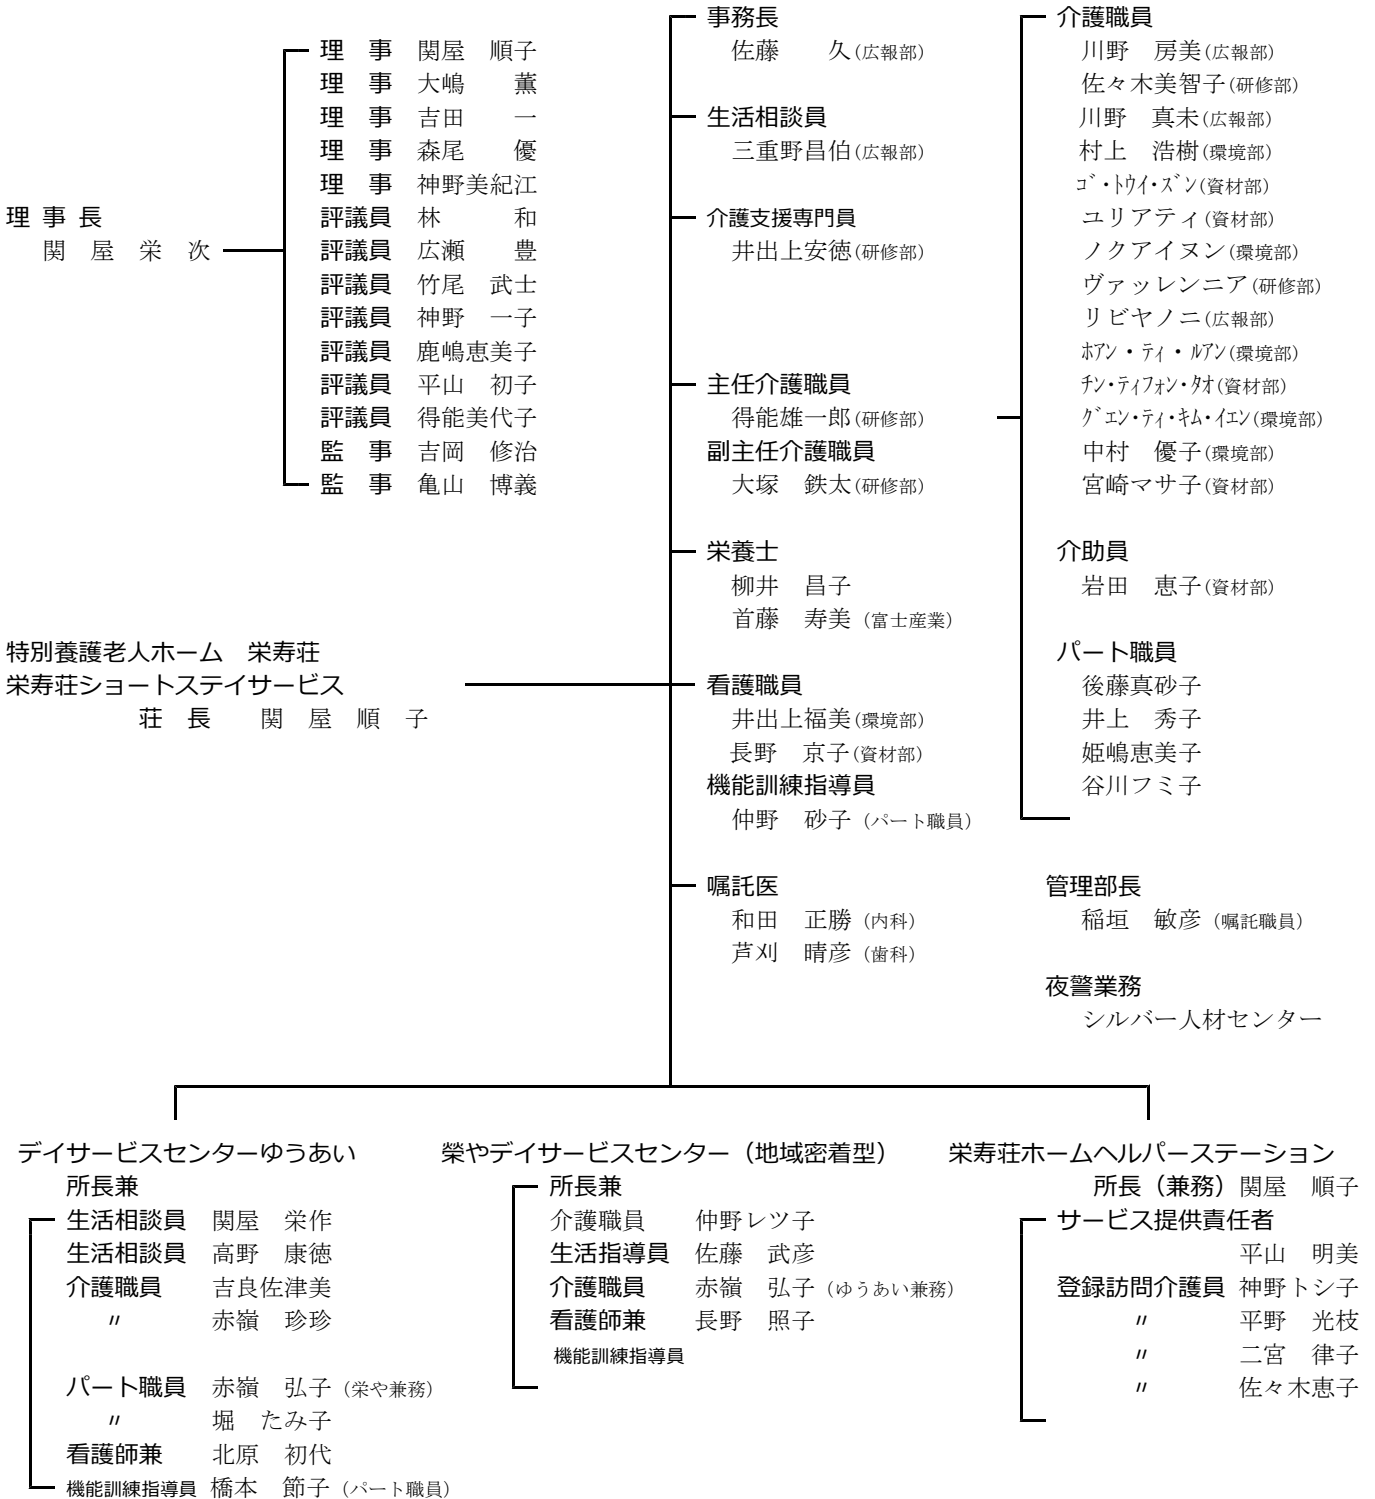 理 事 長
関　屋　栄　次
理　事　関屋　順子
理　事　大嶋　　薫
理　事　吉田　　一
理　事　森尾　　優
理　事　神野美紀江
評議員　林　　　和
評議員　広瀬　　豊
評議員　竹尾　武士
評議員　神野　一子
評議員　鹿嶋恵美子
評議員　平山　初子
評議員　得能美代子
監　事　吉岡　修治
監　事　亀山　博義
特別養護老人ホーム　栄寿荘
栄寿荘ショートステイサービス
荘　長　　関　屋　順　子
事務長
佐藤　　久(広報部)
生活相談員
三重野昌伯(広報部)
介護支援専門員
井出上安徳(研修部)
主任介護職員
得能雄一郎(研修部)
副主任介護職員
大塚　鉄太(研修部)
栄養士
柳井　昌子
首藤　寿美（富士産業）
看護職員
井出上福美(環境部)
長野　京子(資材部)
機能訓練指導員
仲野　砂子（パート職員）
嘱託医
和田　正勝（内科）
芦刈　晴彦（歯科）
介護職員
川野　房美(広報部)
佐々木美智子(研修部)
川野　真未(広報部)
村上　浩樹(環境部)
ｺﾞ・ﾄｳｲ・ｽﾞﾝ(資材部)
ユリアティ(資材部)
ノクアイヌン(環境部)
ヴァッレンニア(研修部)
リビヤノニ(広報部)
ﾎｱﾝ・ﾃｨ・ﾙｱﾝ(環境部)
ﾁﾝ・ﾃｨﾌｫﾝ・ﾀｵ(資材部)
ｸﾞｴﾝ・ﾃｨ・ｷﾑ・ｲｴﾝ(環境部)
中村　優子(環境部)
宮崎マサ子(資材部)
介助員
岩田　恵子(資材部)
パート職員
後藤真砂子
井上　秀子
姫嶋恵美子
谷川フミ子
管理部長
稲垣　敏彦（嘱託職員）
夜警業務
シルバー人材センター
デイサービスセンターゆうあい
所長兼
生活相談員　関屋　栄作
生活相談員　高野　康徳
介護職員　吉良佐津美
〃　赤嶺　珍珍
パート職員　赤嶺　弘子（栄や兼務）
〃　堀　たみ子
看護師兼　北原　初代
機能訓練指導員　橋本　節子（パート職員）
榮やデイサービスセンター（地域密着型）
所長兼
介護職員　仲野レツ子
生活指導員　佐藤　武彦
介護職員　赤嶺　弘子（ゆうあい兼務）
看護師兼　長野　照子
機能訓練指導員
栄寿荘ホームヘルパーステーション
所長（兼務）関屋　順子
サービス提供責任者
平山　明美
登録訪問介護員　神野トシ子
〃　平野　光枝
〃　二宮　律子
〃　佐々木恵子